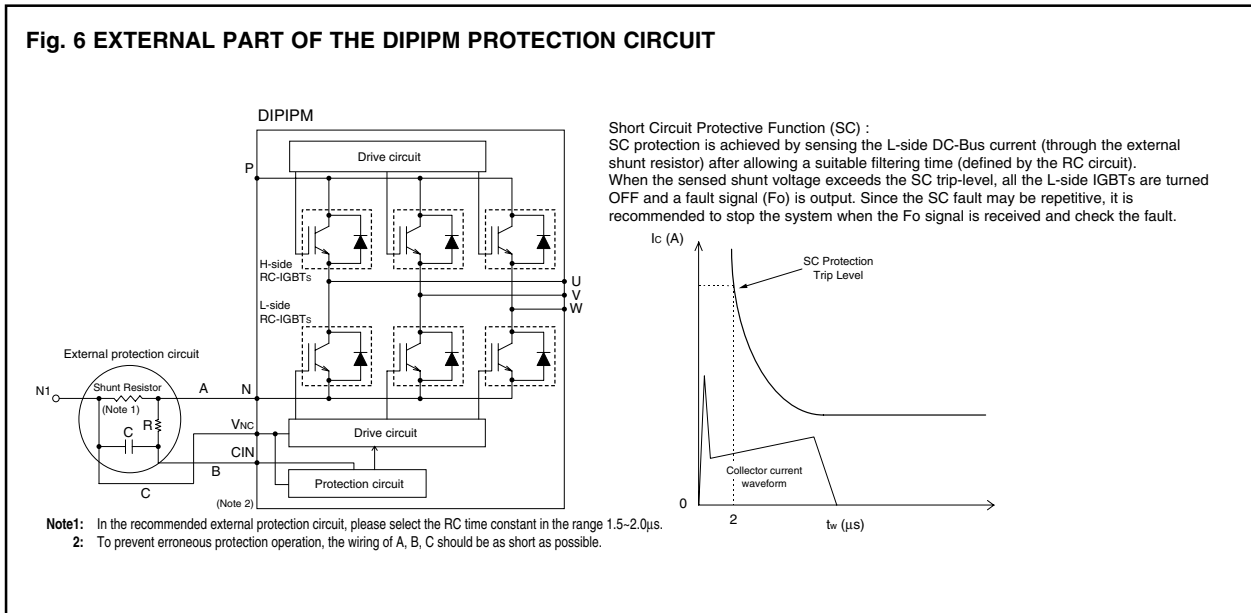 Fig. 6 EXTERNAL PART OF THE DIPIPM PROTECTION CIRCUIT
DIPIPM
Drive circuit
P
H-side
RC-IGBTs
U
V
W
L-side
RC-IGBTs
External protection circuit
N1
Shunt Resistor
(Note 1)
A
N
R
C
VNC
Drive circuit
CIN
B
C
Protection circuit
(Note 2)
Short Circuit Protective Function (SC) :
SC protection is achieved by sensing the L-side DC-Bus current (through the external
shunt resistor) after allowing a suitable filtering time (defined by the RC circuit).
When the sensed shunt voltage exceeds the SC trip-level, all the L-side IGBTs are turned
OFF and a fault signal (Fo) is output. Since the SC fault may be repetitive, it is
recommended to stop the system when the Fo signal is received and check the fault.
IC (A)
SC Protection
Trip Level
Collector current
waveform
0
2
tw (μs)
Note1: In the recommended external protection circuit, please select the RC time constant in the range 1.5~2.0μs.
2: To prevent erroneous protection operation, the wiring of A, B, C should be as short as possible.